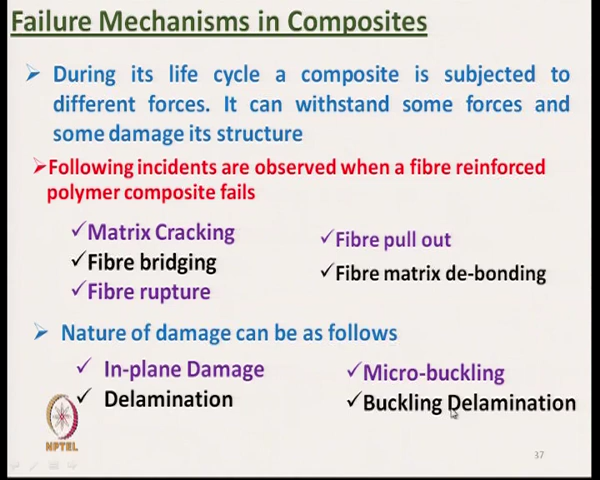 Failure Mechanisms in Composites
During its life cycle a composite is subjected to
different forces. It can withstand some forces and
some damage its structure
Following incidents are observed when a fibre reinforced
polymer composite fails
Matrix Cracking
Fibre bridging
Fibre rupture
Fibre pull out
Fibre matrix de-bonding
Nature of damage can be as follows
In-plane Damage
Delamination
Micro-buckling
Buckling Delamination
NPTEL
37